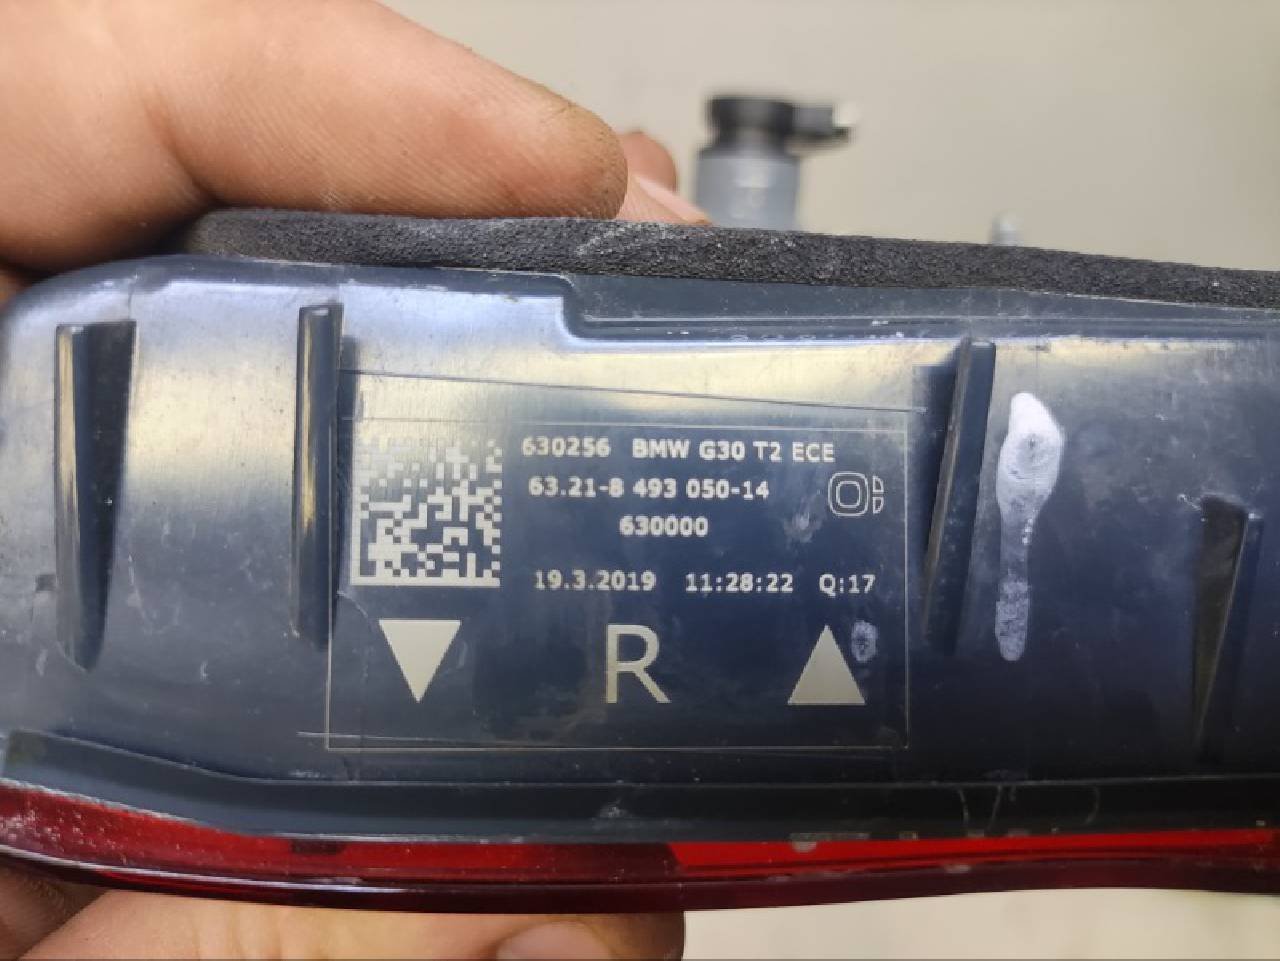 630256 BMW G30 T2 ECE
63.21-8 493 050-14
630000
19.3.2019 11:28:22 Q:17
R